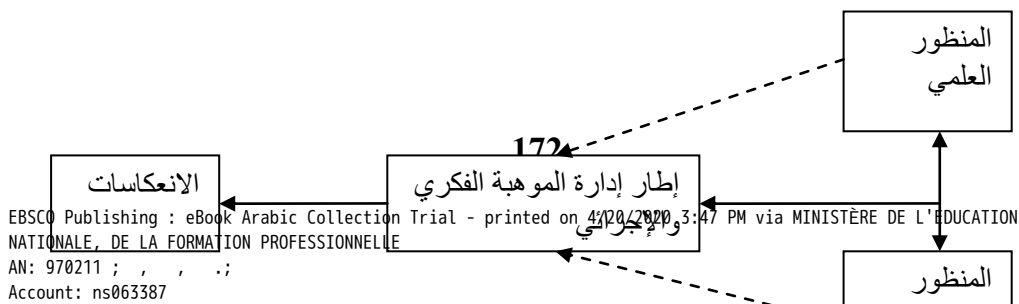 المنظور
العلمي
172
إطار إدارة الموهبة الفكري
والإجرائي
الانعكاسات
EBSCO Publishing : eBook Arabic Collection Trial - printed on 4/20/2020 3:47 PM via MINISTÈRE DE L'EDUCATION
NATIONALE, DE LA FORMATION PROFESSIONNELLE
AN: 970211 ; , , .;
Account: ns063387
المنظور